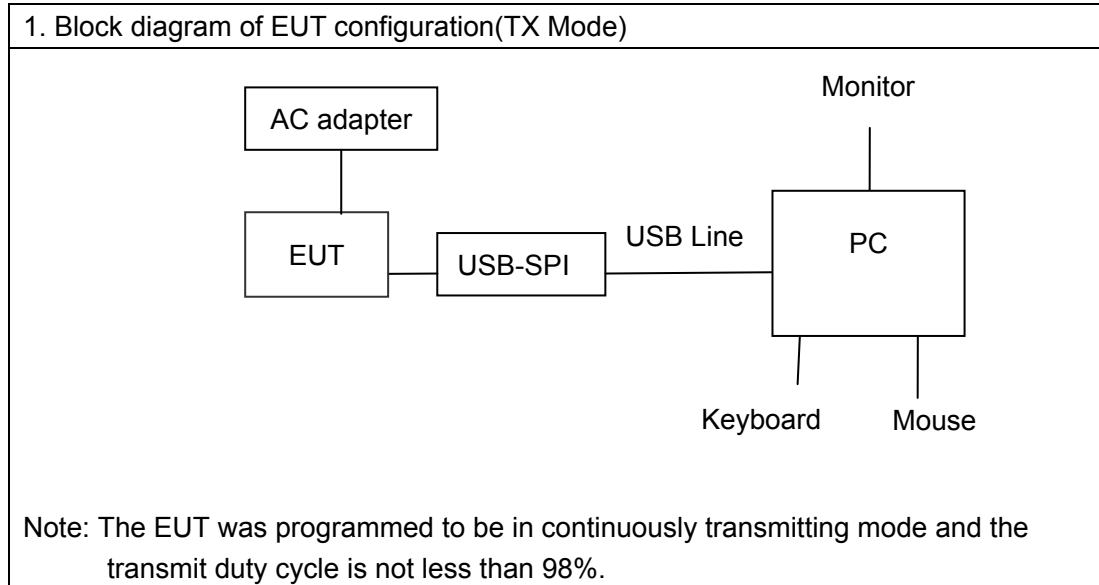 1. Block diagram of EUT configuration(TX Mode)
Monitor
AC adapter
EUT
USB-SPI
USB Line
PC
Keyboard
Mouse
Note: The EUT was programmed to be in continuously transmitting mode and the
transmit duty cycle is not less than 98%.